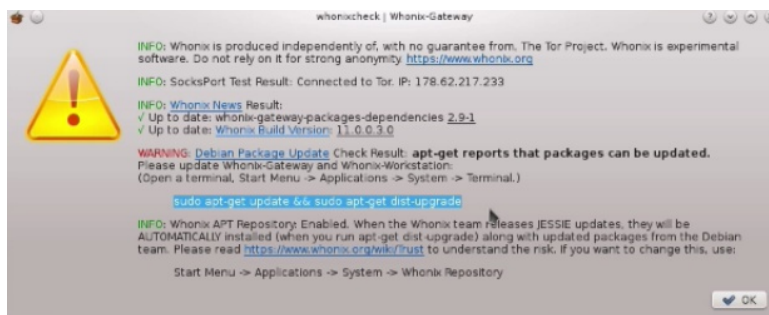 whonixcheck | Whonix-Gateway
INFO: Whonix is produced independently of, with no guarantee from, The Tor Project. Whonix is experimental
software. Do not rely on it for strong anonymity. https://www.whonix.org
INFO: SocksPort Test Result: Connected to Tor. IP: 178.62.217.233
INFO: Whonix News Result:
√ Up to date: whonix-gateway-packages-dependencies 2.9-1
√ Up to date: Whonix Build Version: 11.0.0.3.0
WARNING: Debian Package Update Check Result: apt-get reports that packages can be updated.
Please update Whonix-Gateway and Whonix-Workstation:
(Open a terminal, Start Menu -> Applications -> System -> Terminal.)
sudo apt-get update && sudo apt-get dist-upgrade
INFO: Whonix APT Repository: Enabled. When the Whonix team releases JESSIE updates, they will be
AUTOMATICALLY installed (when you run apt-get dist-upgrade) along with updated packages from the Debian
team. Please read https://www.whonix.org/wiki/Trust to understand the risk. If you want to change this, use:
Start Menu -> Applications -> System -> Whonix Repository
OK